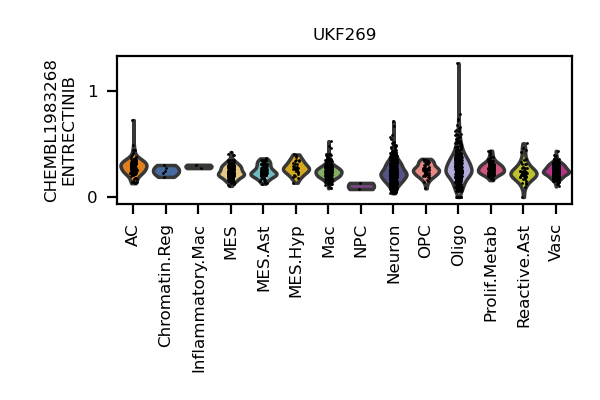 UKF269
CHEMBL1983268
ENTRECTINIB
1
0
AC
Chromatin.Reg
Inflammatory.Mac
MES
MES.Ast
MES.Hyp
Mac
NPC
Neuron
OPC
Oligo
Prolif.Metab
Reactive.Ast
Vasc